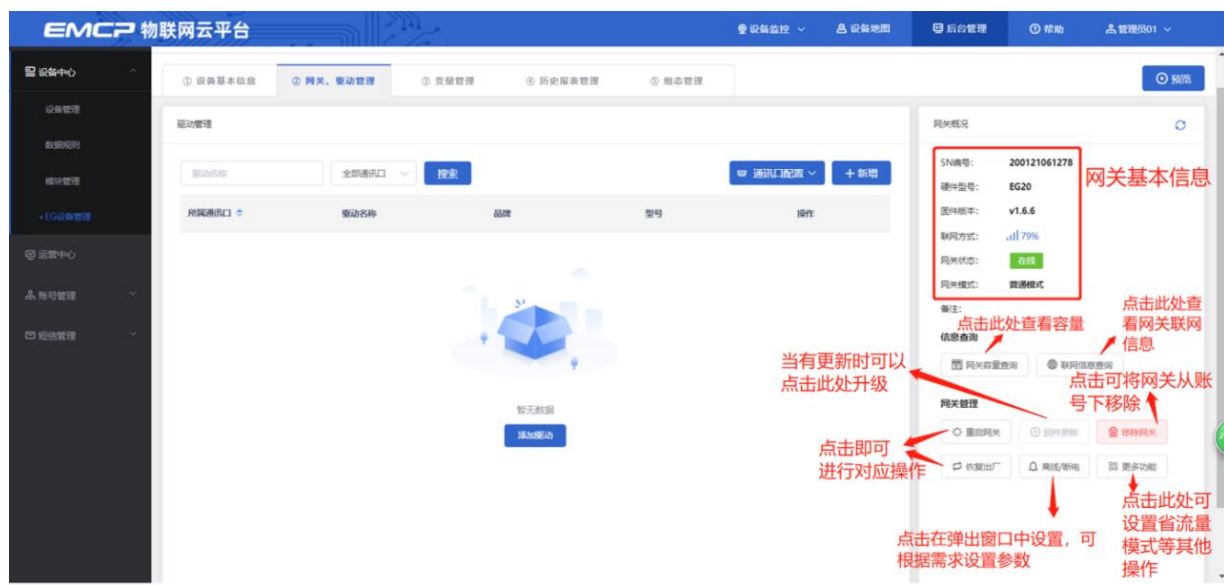 EMCP 物联网云平台
设备监控
设备地图
后台管理
帮助
管理员01
设备中心
设备管理
数据规则
模块管理
EG设备管理
运营中心
账号管理
短信管理
① 设备基本信息
② 网关、驱动管理
③ 变量管理
④ 历史报表管理
⑤ 组态管理
预览
驱动管理
驱动名称
全部通讯口
搜索
通讯口配置
+ 新增
所属通讯口
驱动名称
品牌
型号
操作
暂无数据
添加驱动
网关概况
SN编号: 200121061278
硬件型号: EG20
固件版本: v1.6.6
联网方式: 79%
网关状态: 在线
网关模式: 普通模式
备注:
网关基本信息
信息查询
点击此处查看容量
点击此处查
看网关联网
信息
网关容量查询
联网信息查询
当有更新时可以
点击此处升级
点击可将网关从账
号下移除
网关管理
重启网关
固件更新
移除网关
点击即可
进行对应操作
恢复出厂
离线/断电
更多功能
点击在弹出窗口中设置，可
根据需求设置参数
点击此处可
设置省流量
模式等其他
操作